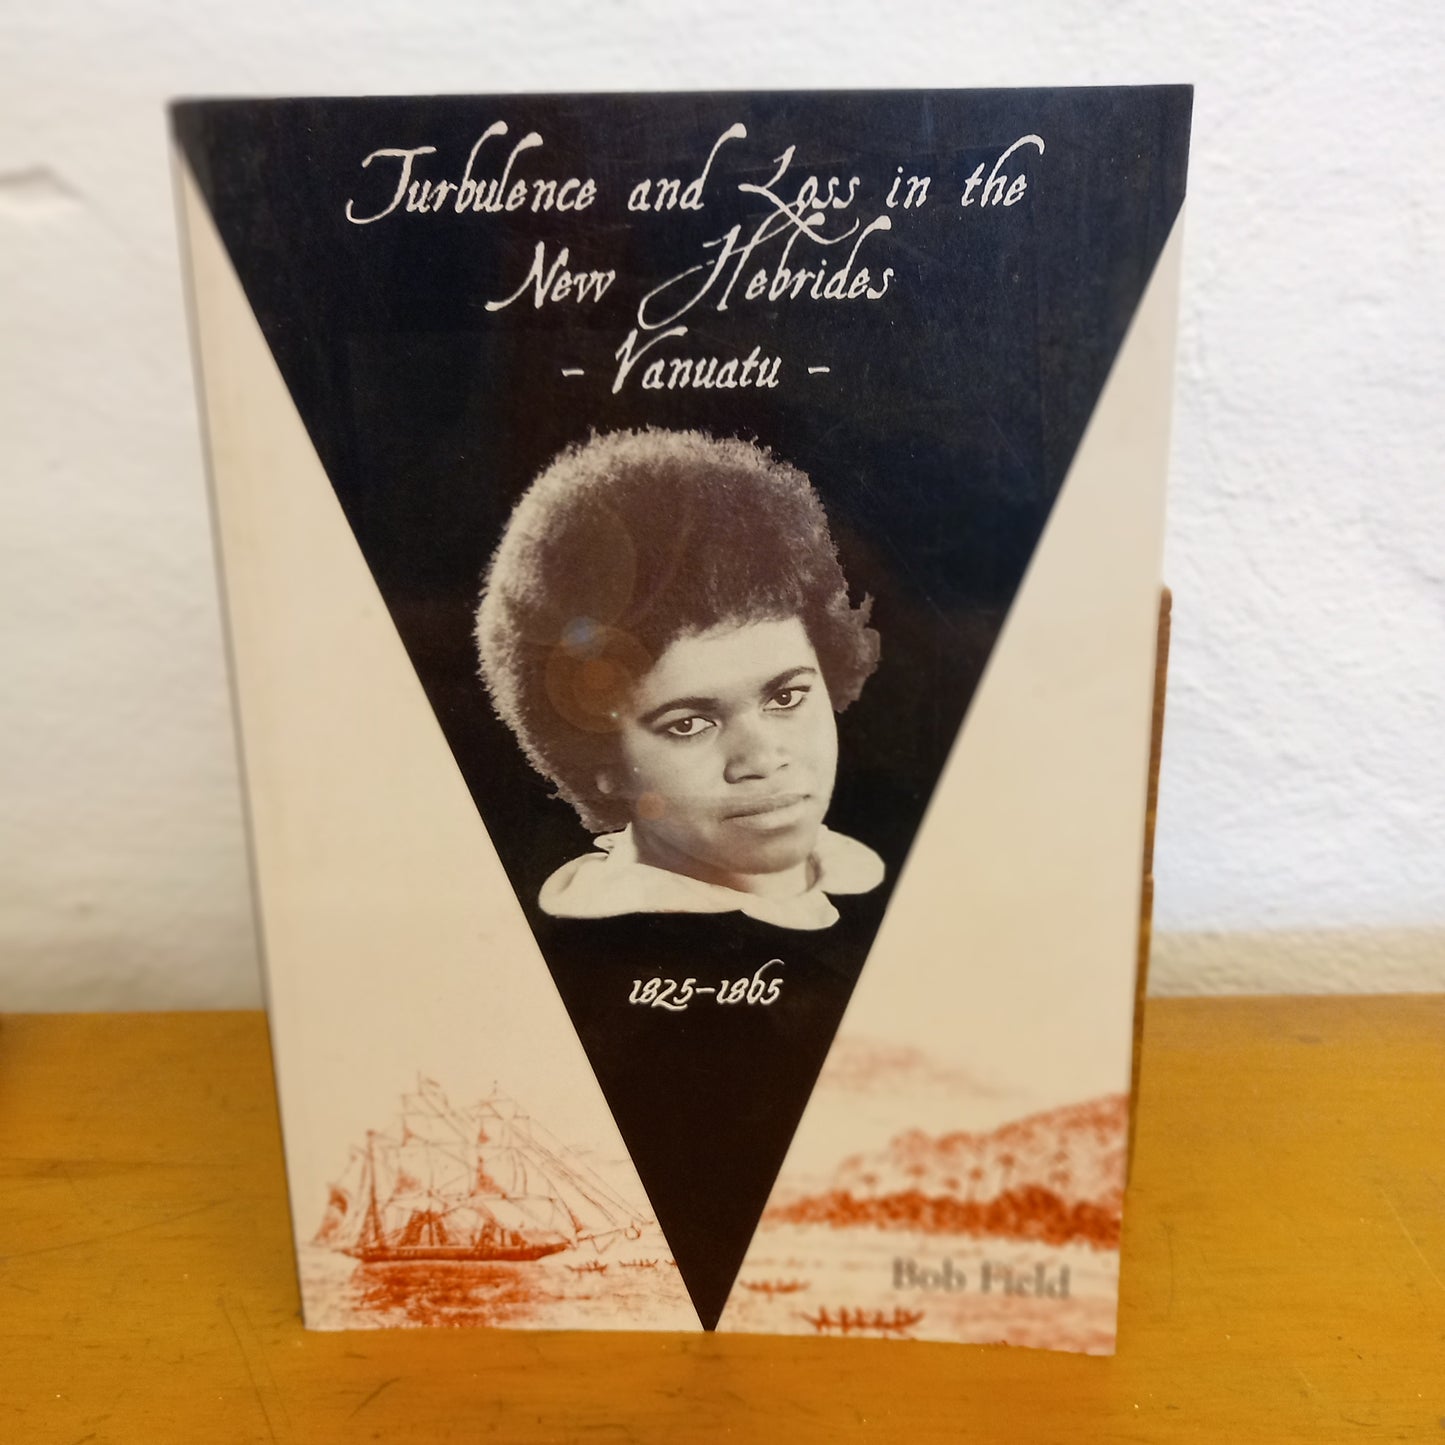 Turbulence and Loss in the
New Hebrides
- Vanuatu -
1825-1865
Bob Field